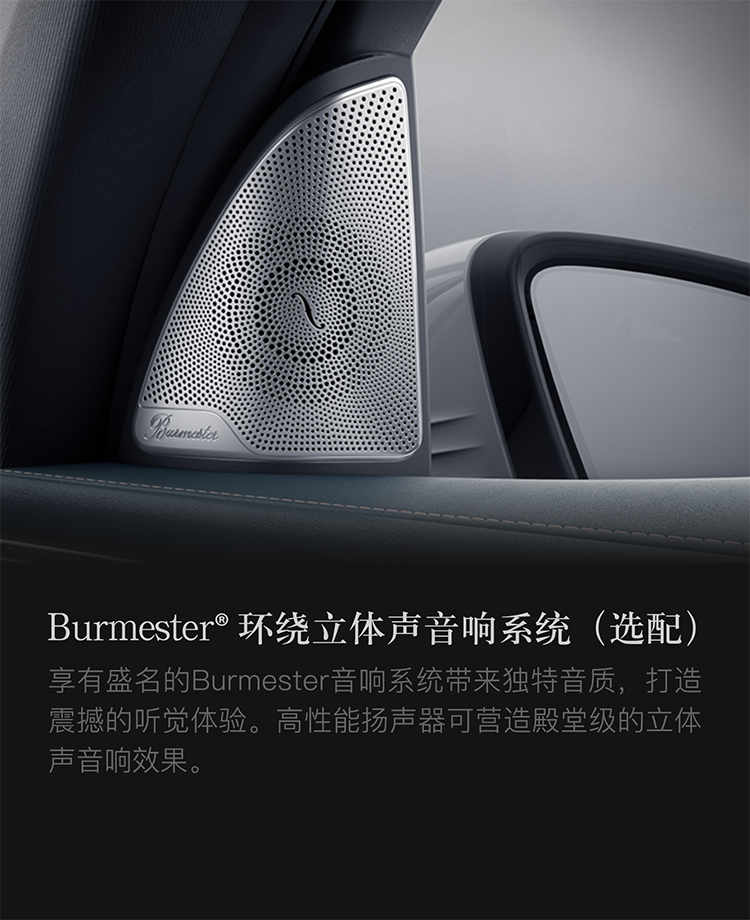 Burmester
Burmester® 环绕立体声音响系统（选配）
享有盛名的Burmester音响系统带来独特音质，打造
震撼的听觉体验。高性能扬声器可营造殿堂级的立体
声音响效果。